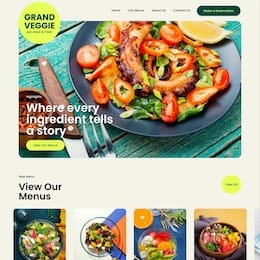 GRAND
VEGGIE
Home
Our Menus
About Us
Contact Us
Make a Reservation
Highlights
Where every
ingredient tells
a story
View Our Menus
New Menu
View Our
Menus
View All